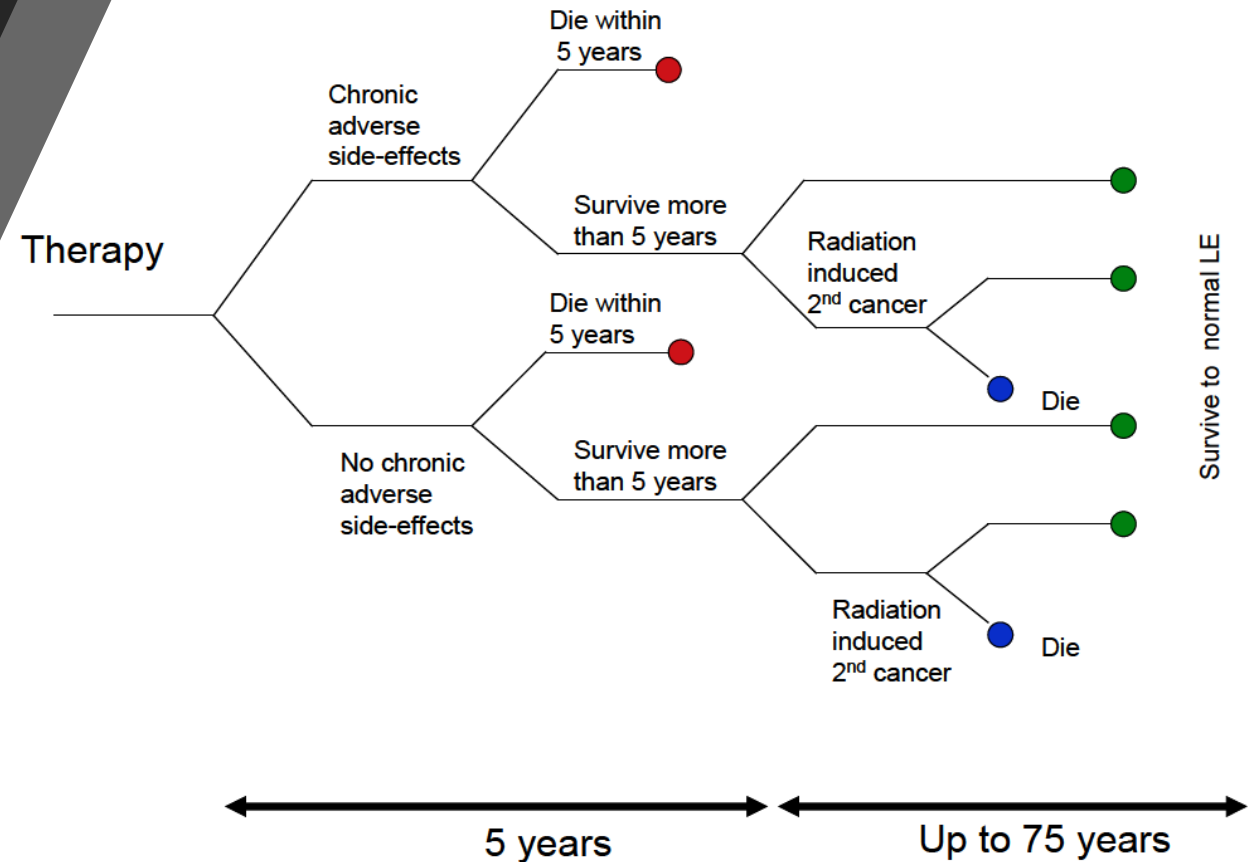 Die within
5 years
Chronic
adverse
side-effects
Survive more
than 5 years
Radiation
induced
2nd cancer
Therapy
Die within
5 years
Die
No chronic
adverse
side-effects
Survive more
than 5 years
Radiation
induced
2nd cancer
Die
Survive to normal LE
5 years
Up to 75 years